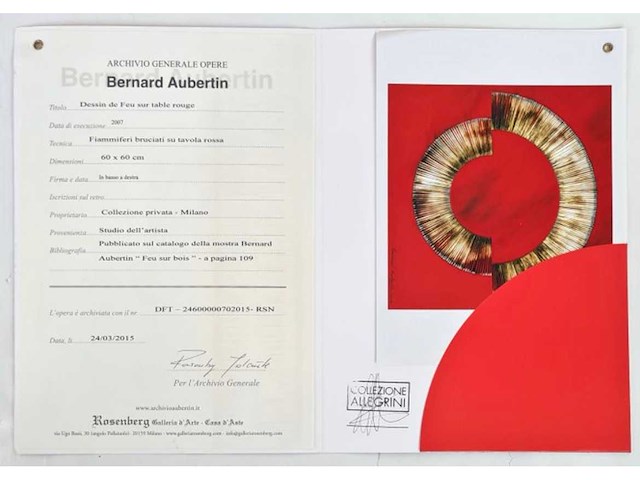 ARCHIVIO GENERALE OPERE
Bernard Aubertin
Titolo Dessin de Feu sur table rouge
Data di esecuzione 2007
Tecnica Fiammiferi bruciati su tavola rossa
Dimensioni 60 x 60 cm
Firma e data In basso a destra
Iscrizioni sul retro
Proprietario Collezione privata - Milano
Provenienza Studio dell'artista
Bibliografia Pubblicato sul catalogo della mostra Bernard
Aubertin " Feu sur bois " - a pagina 109
L'opera è archiviata con il nr DFT – 24600000702015- RSN
Data, lì 24/03/2015
Per l'Archivio Generale
www.archivioaubertin.it
Rosenberg Galleria d'Arte - Casa d'Aste
COLLEZIONE
ALLEGRINI